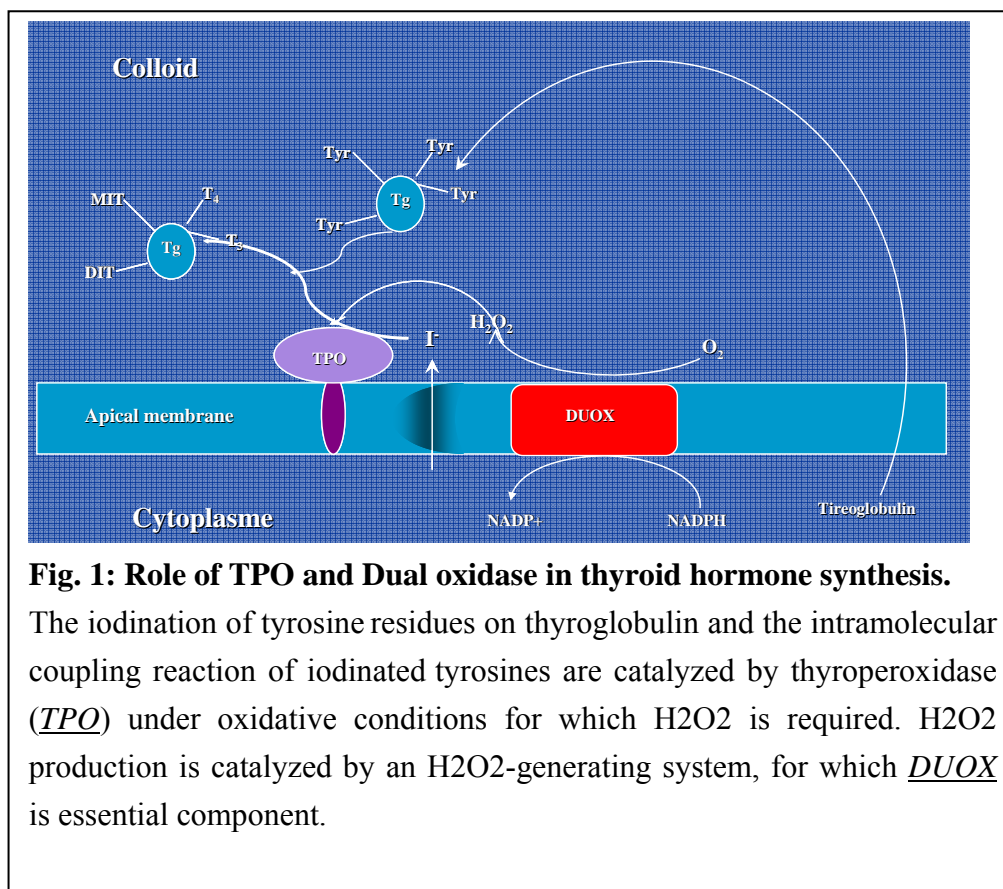 Colloid
Tyr
Tyr
MIT
T4
Tg
Tyr
Tyr
Tg
T3
DIT
H2O2
I-
O2
TPO
Apical membrane
DUOX
Cytoplasme
NADP+
NADPH
Tireoglobulin
Fig. 1: Role of TPO and Dual oxidase in thyroid hormone synthesis.
The iodination of tyrosine residues on thyroglobulin and the intramolecular
coupling reaction of iodinated tyrosines are catalyzed by thyroperoxidase
(TPO) under oxidative conditions for which H2O2 is required. H2O2
production is catalyzed by an H2O2-generating system, for which DUOX
is essential component.